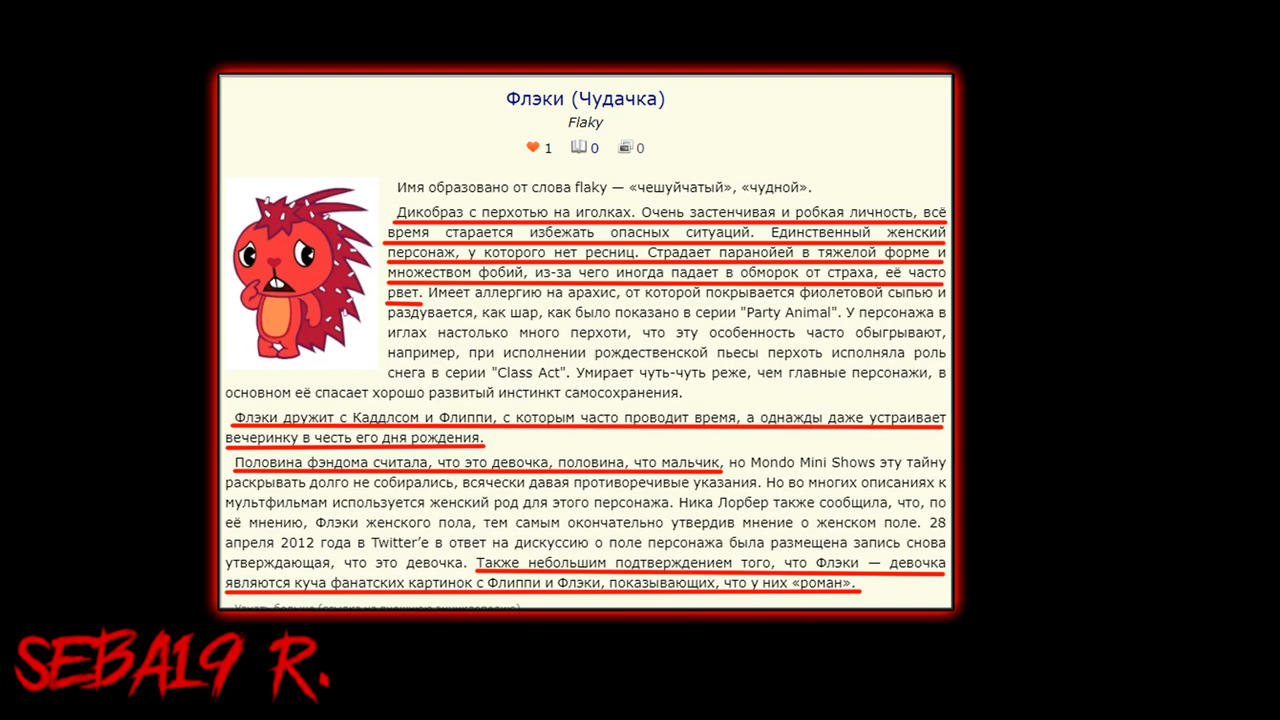 Флэки (Чудачка)
Flaky
1 0 0
Имя образовано от слова flaky — «чешуйчатый», «чудной».
Дикобраз с перхотью на иголках. Очень застенчивая и робкая личность, всё
время старается избежать опасных ситуаций. Единственный женский
персонаж, у которого нет ресниц. Страдает паранойей в тяжелой форме и
множеством фобий, из-за чего иногда падает в обморок от страха, её часто
рвет. Имеет аллергию на арахис, от которой покрывается фиолетовой сыпью и
раздувается, как шар, как было показано в серии "Party Animal". У персонажа в
иглах настолько много перхоти, что эту особенность часто обыгрывают,
например, при исполнении рождественской пьесы перхоть исполняла роль
снега в серии "Class Act". Умирает чуть-чуть реже, чем главные персонажи, в
основном её спасает хорошо развитый инстинкт самосохранения.
Флэки дружит с Каддлсом и Флиппи, с которым часто проводит время, а однажды даже устраивает
вечеринку в честь его дня рождения.
Половина фэндома считала, что это девочка, половина, что мальчик, но Mondo Mini Shows эту тайну
раскрывать долго не собирались, всячески давая противоречивые указания. Но во многих описаниях к
мультфильмам используется женский род для этого персонажа. Ника Лорбер также сообщила, что, по
её мнению, Флэки женского пола, тем самым окончательно утвердив мнение о женском поле. 28
апреля 2012 года в Twitter’е в ответ на дискуссию о поле персонажа была размещена запись снова
утверждающая, что это девочка. Также небольшим подтверждением того, что Флэки — девочка
являются куча фанатских картинок с Флиппи и Флэки, показывающих, что у них «роман».
SEBA19 R.